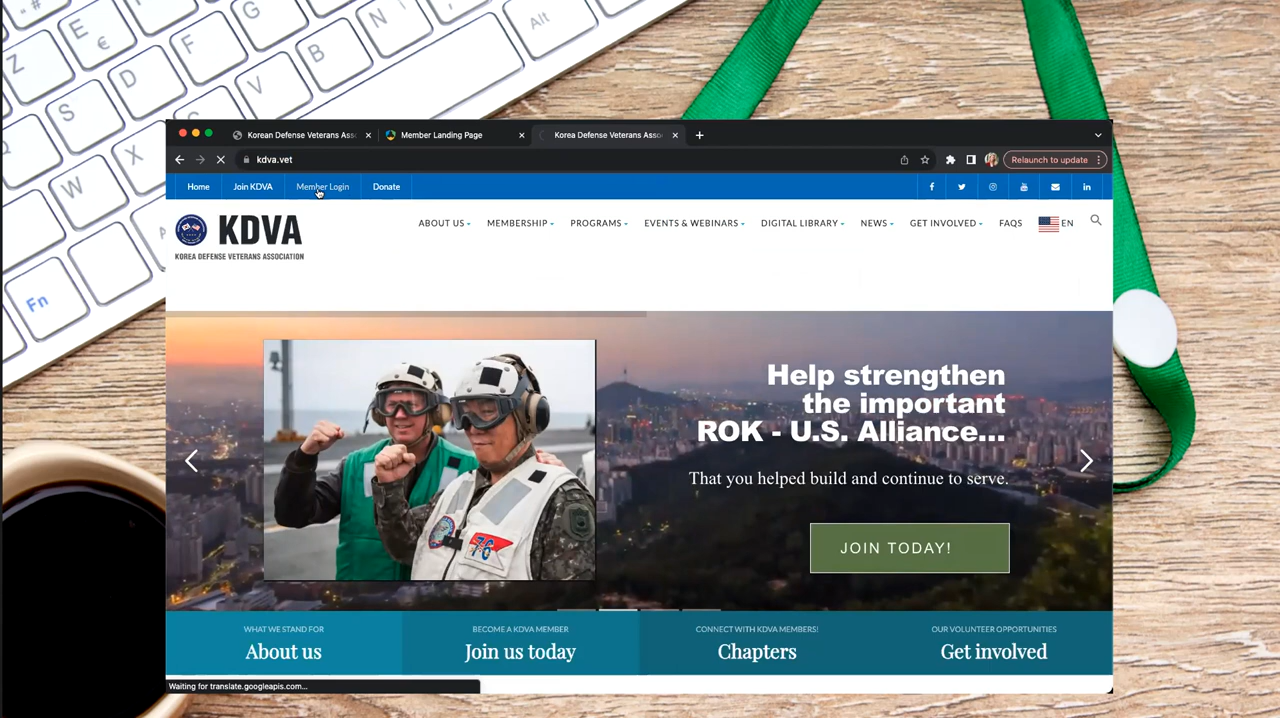 # E € F G B N V D S X W Z Fn Alt
Korean Defense Veterans Ass
Member Landing Page
Korea Defense Veterans Asso
kdva.vet
Relaunch to update
Home
Join KDVA
Member Login
Donate
KDVA
KOREA DEFENSE VETERANS ASSOCIATION
ABOUT US
MEMBERSHIP
PROGRAMS
EVENTS & WEBINARS
DIGITAL LIBRARY
NEWS
GET INVOLVED
FAQS
EN
Help strengthen
the important
ROK - U.S. Alliance...
That you helped build and continue to serve.
JOIN TODAY!
WHAT WE STAND FOR
About us
BECOME A KDVA MEMBER
Join us today
CONNECT WITH KDVA MEMBERS!
Chapters
OUR VOLUNTEER OPPORTUNITIES
Get involved
Waiting for translate.googleapis.com...